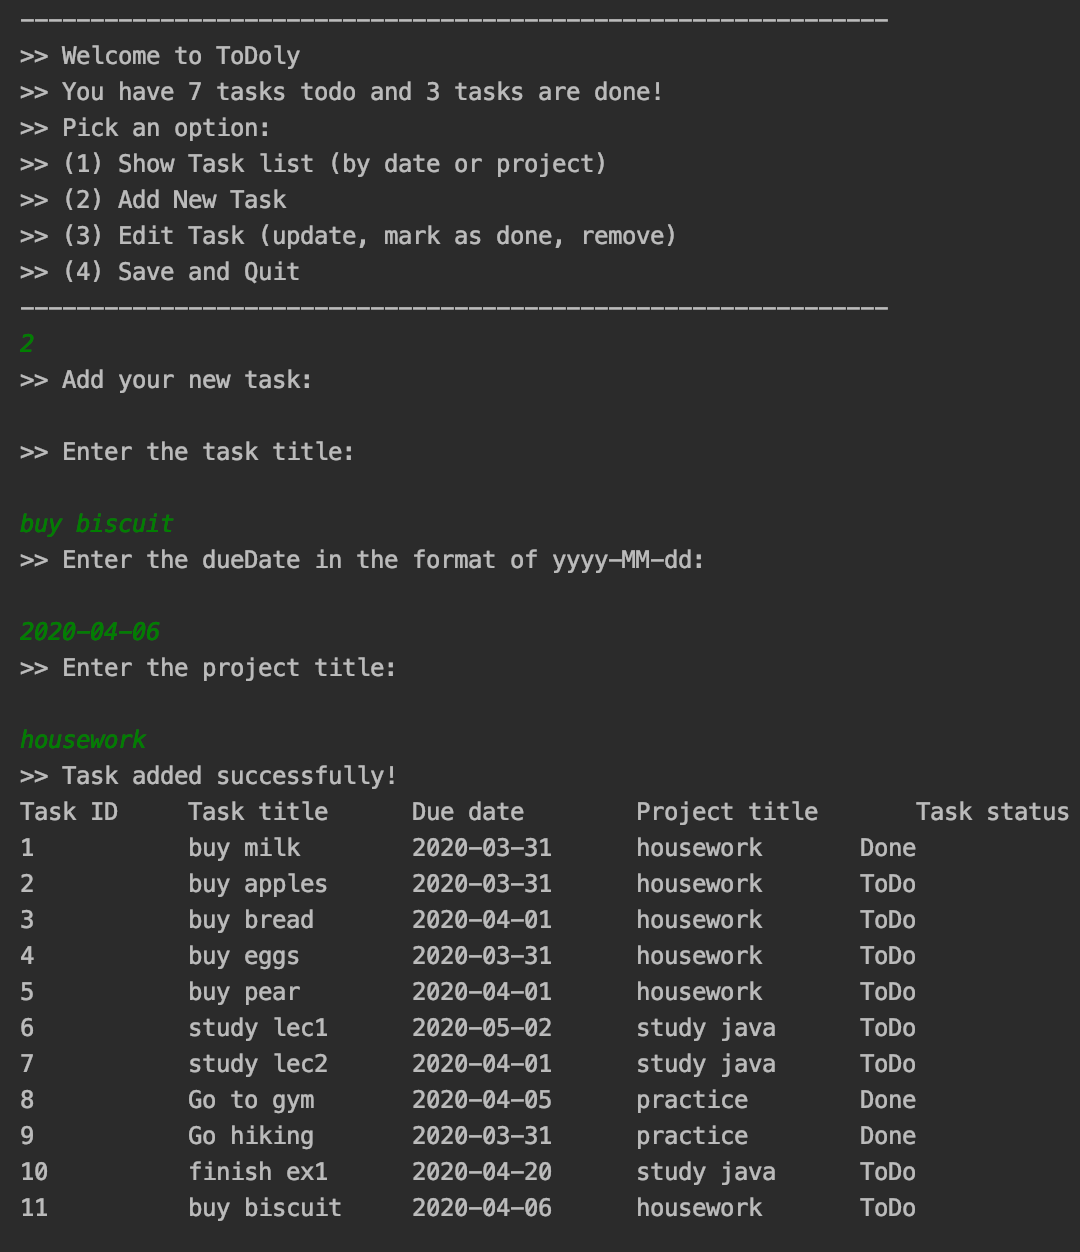 --------------------------------------------------------------
>> Welcome to ToDoly
>> You have 7 tasks todo and 3 tasks are done!
>> Pick an option:
>> (1) Show Task list (by date or project)
>> (2) Add New Task
>> (3) Edit Task (update, mark as done, remove)
>> (4) Save and Quit
--------------------------------------------------------------
2
>> Add your new task:
>> Enter the task title:
buy biscuit
>> Enter the dueDate in the format of yyyy-MM-dd:
2020-04-06
>> Enter the project title:
housework
>> Task added successfully!
Task ID     Task title      Due date        Project title       Task status
1           buy milk        2020-03-31      housework       Done
2           buy apples      2020-03-31      housework       ToDo
3           buy bread       2020-04-01      housework       ToDo
4           buy eggs        2020-03-31      housework       ToDo
5           buy pear        2020-04-01      housework       ToDo
6           study lec1      2020-05-02      study java      ToDo
7           study lec2      2020-04-01      study java      ToDo
8           Go to gym       2020-04-05      practice        Done
9           Go hiking       2020-03-31      practice        Done
10          finish ex1      2020-04-20      study java      ToDo
11          buy biscuit     2020-04-06      housework       ToDo